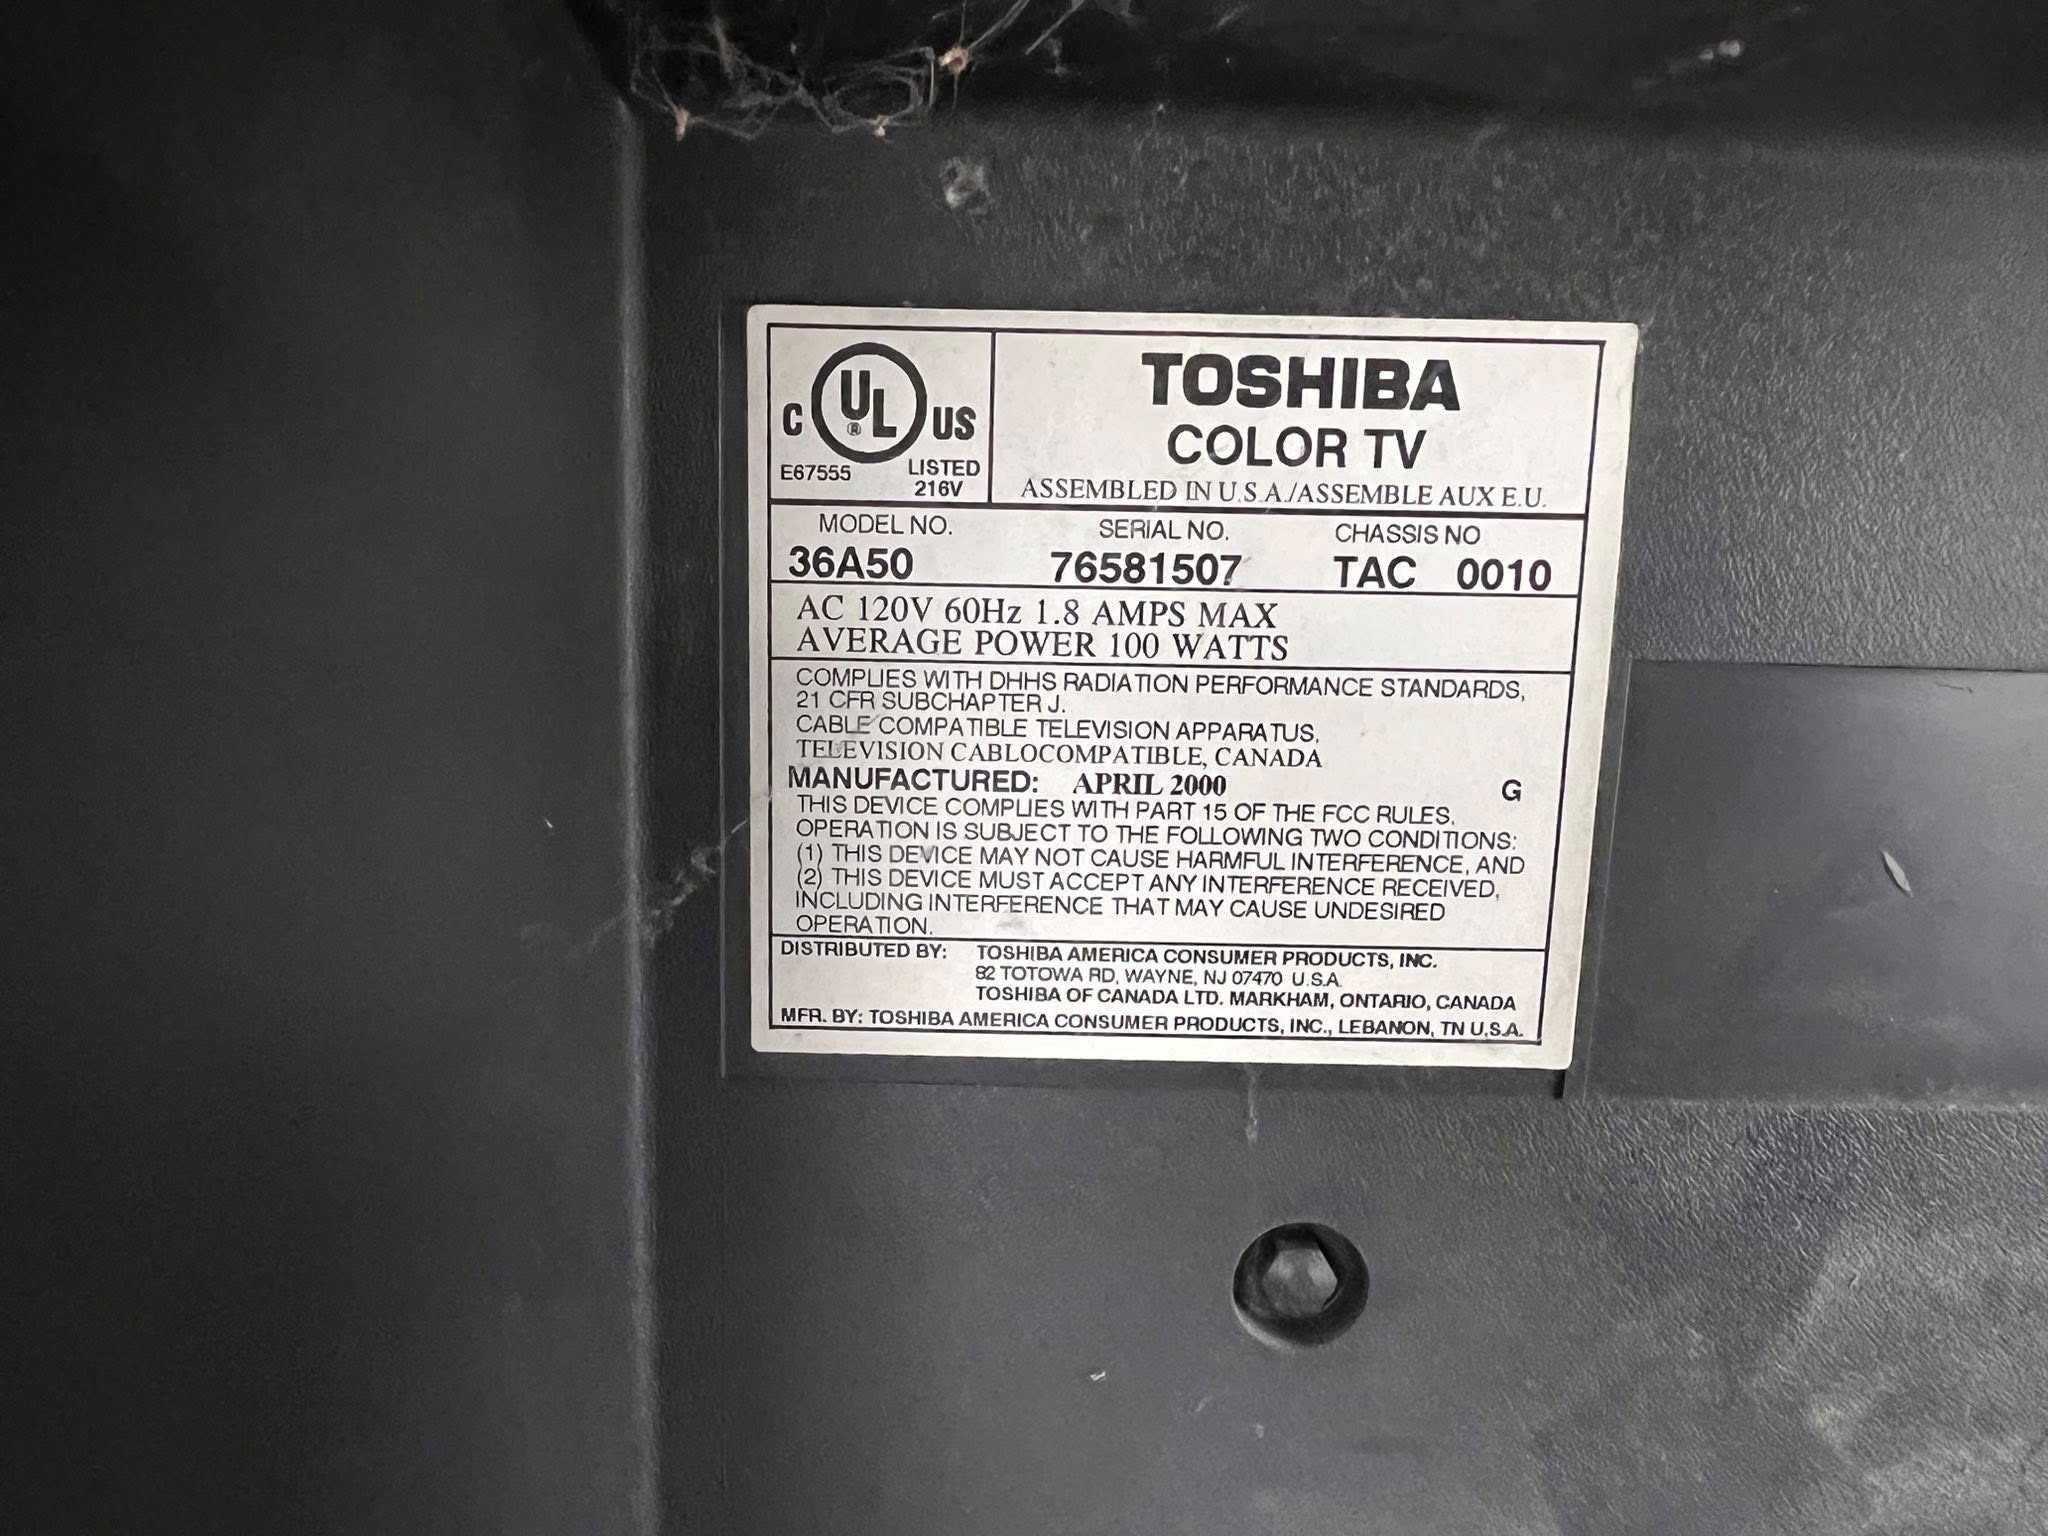 C UL ® US
E67555 LISTED
216V
TOSHIBA
COLOR TV
ASSEMBLED IN U.S.A./ASSEMBLE AUX E.U.
MODEL NO. SERIAL NO. CHASSIS NO
36A50 76581507 TAC 0010
AC 120V 60Hz 1.8 AMPS MAX
AVERAGE POWER 100 WATTS
COMPLIES WITH DHHS RADIATION PERFORMANCE STANDARDS,
21 CFR SUBCHAPTER J.
CABLE COMPATIBLE TELEVISION APPARATUS,
TELEVISION CABLOCOMPATIBLE, CANADA
MANUFACTURED: APRIL 2000 G
THIS DEVICE COMPLIES WITH PART 15 OF THE FCC RULES.
OPERATION IS SUBJECT TO THE FOLLOWING TWO CONDITIONS:
(1) THIS DEVICE MAY NOT CAUSE HARMFUL INTERFERENCE, AND
(2) THIS DEVICE MUST ACCEPT ANY INTERFERENCE RECEIVED,
INCLUDING INTERFERENCE THAT MAY CAUSE UNDESIRED
OPERATION.
DISTRIBUTED BY: TOSHIBA AMERICA CONSUMER PRODUCTS, INC.
82 TOTOWA RD, WAYNE, NJ 07470 U.S.A.
TOSHIBA OF CANADA LTD. MARKHAM, ONTARIO, CANADA
MFR. BY: TOSHIBA AMERICA CONSUMER PRODUCTS, INC., LEBANON, TN U.S.A.